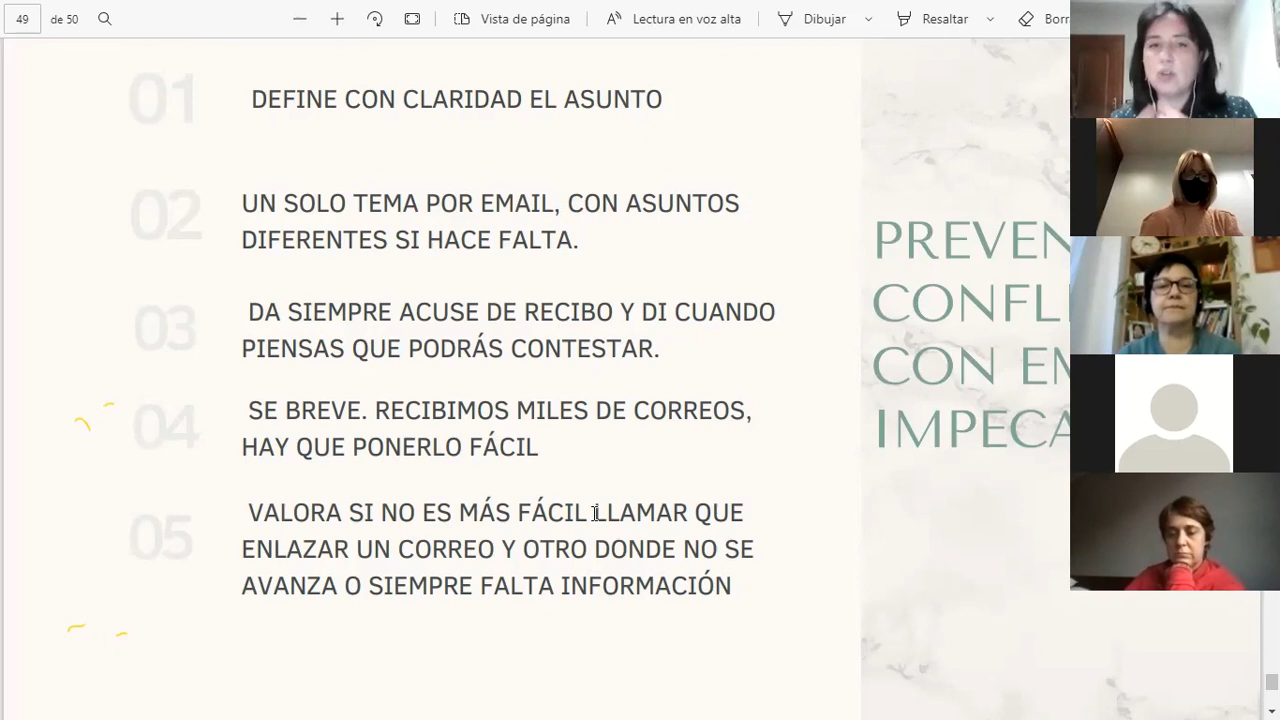 49 de 50 Vista de página Lectura en voz alta Dibujar Resaltar
01 DEFINE CON CLARIDAD EL ASUNTO
02 UN SOLO TEMA POR EMAIL, CON ASUNTOS
DIFERENTES SI HACE FALTA.
03 DA SIEMPRE ACUSE DE RECIBO Y DI CUANDO
PIENSAS QUE PODRÁS CONTESTAR.
04 SE BREVE. RECIBIMOS MILES DE CORREOS,
HAY QUE PONERLO FÁCIL
05 VALORA SI NO ES MÁS FÁCIL LLAMAR QUE
ENLAZAR UN CORREO Y OTRO DONDE NO SE
AVANZA O SIEMPRE FALTA INFORMACIÓN
CON